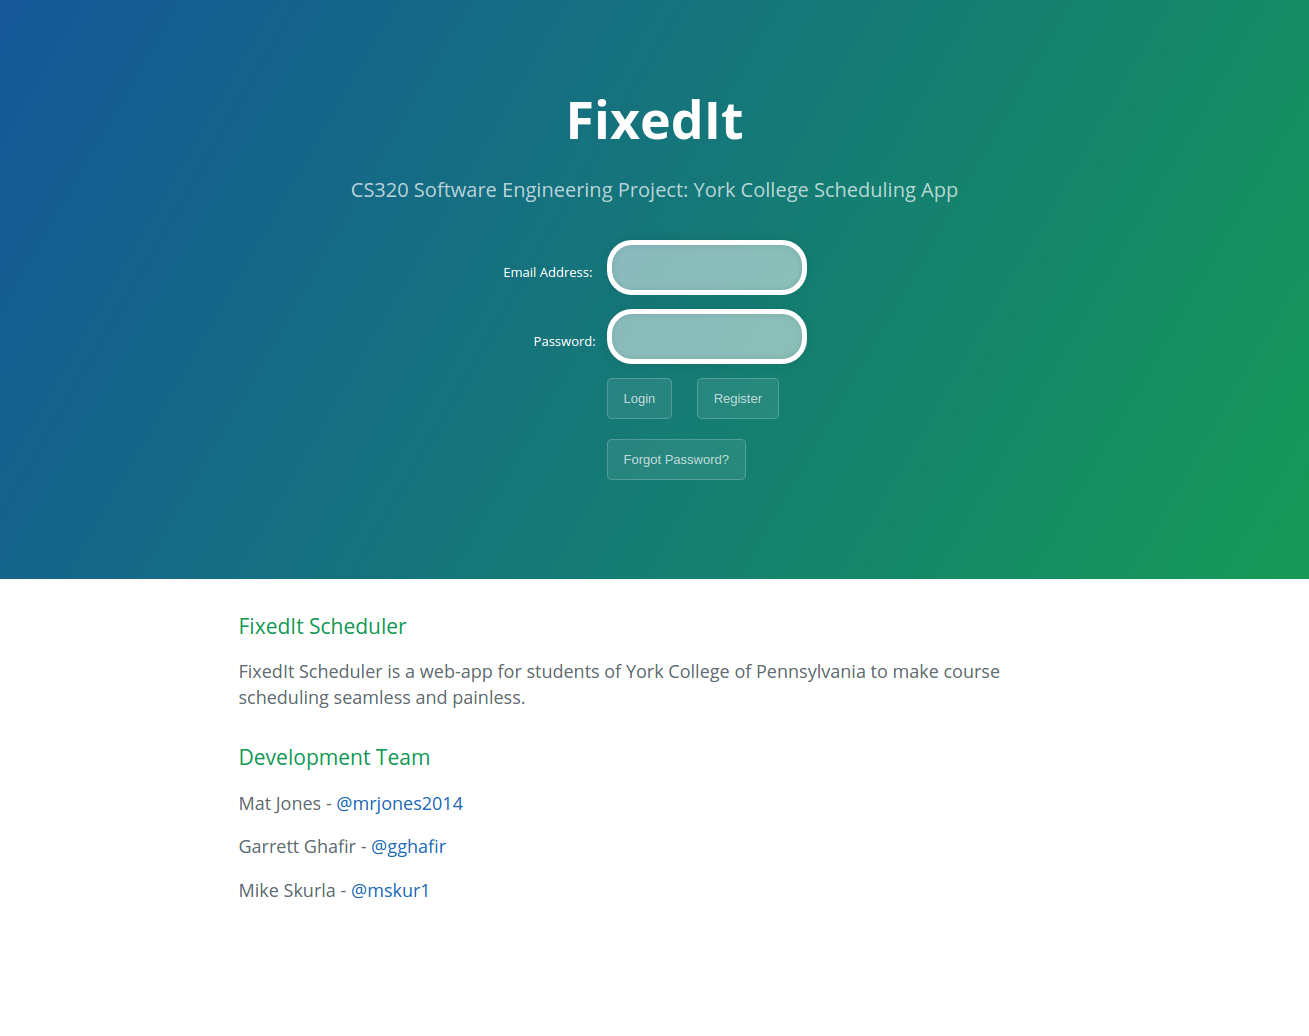 FixedIt
CS320 Software Engineering Project: York College Scheduling App
Email Address:
Password:
Login Register
Forgot Password?
FixedIt Scheduler
FixedIt Scheduler is a web-app for students of York College of Pennsylvania to make course
scheduling seamless and painless.
Development Team
Mat Jones - @mrjones2014
Garrett Ghafir - @gghafir
Mike Skurla - @mskur1